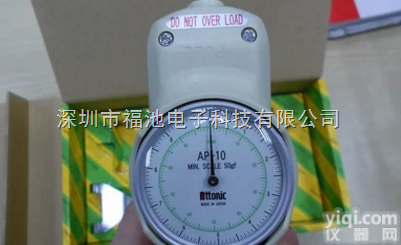 DO NOT OVER LOAD
深圳市福池电子科技有限公司
AP-10
MIN. SCALE 50gf
Attonic
MADE IN JAPAN
yiqi.com
仪器网